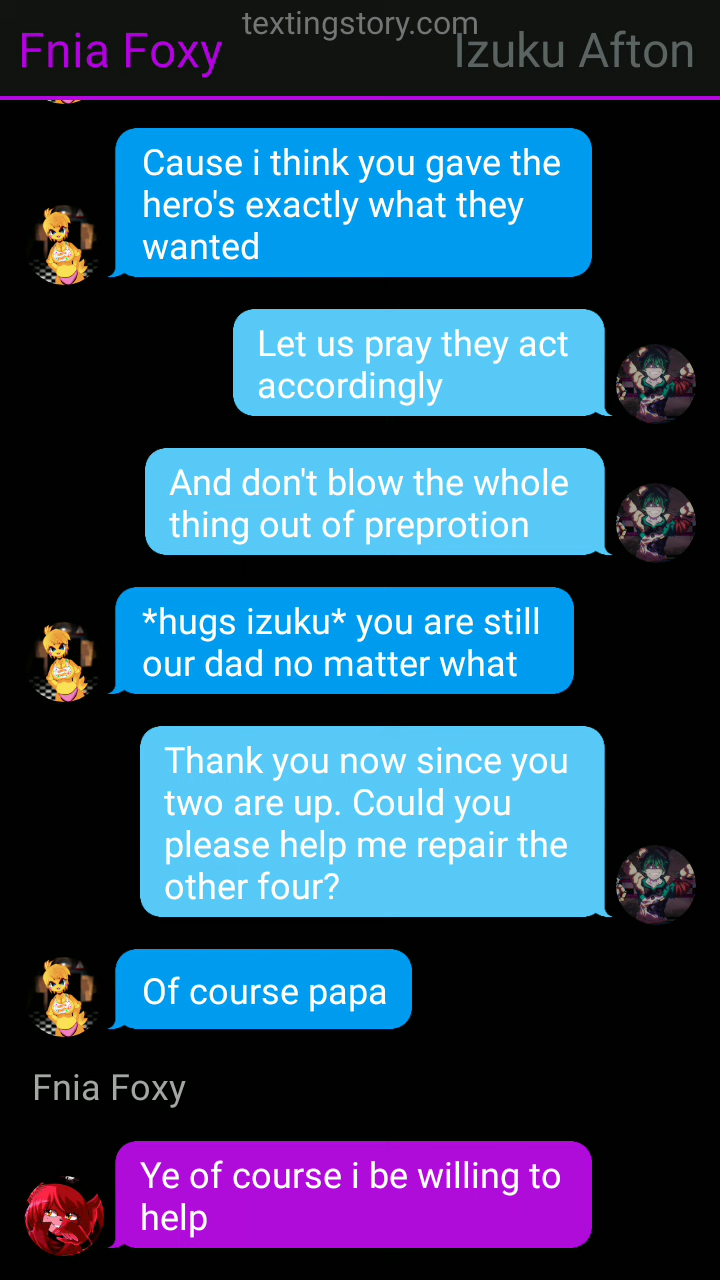 textingstory.com
Fnia Foxy
Izuku Afton
Cause i think you gave the
hero's exactly what they
wanted
Let us pray they act
accordingly
And don't blow the whole
thing out of preprotion
*hugs izuku* you are still
our dad no matter what
Thank you now since you
two are up. Could you
please help me repair the
other four?
Of course papa
Fnia Foxy
Ye of course i be willing to
help